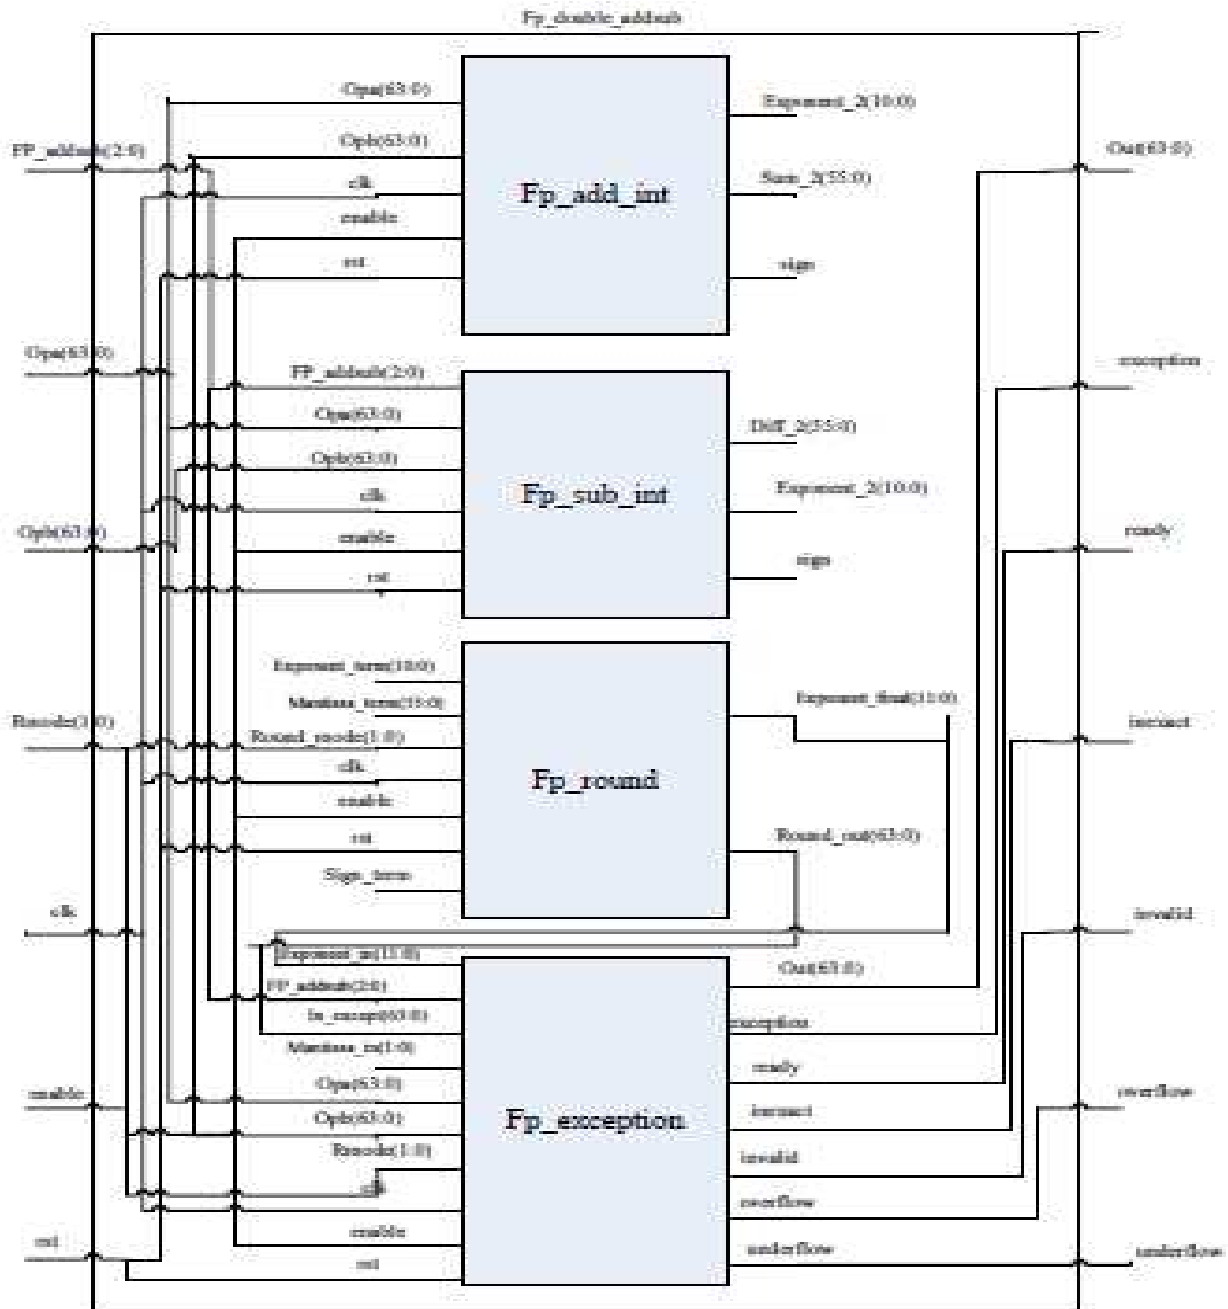 Fp_double_addsub
Opa(63:0)
Opb(63:0)
clk
enable
rst
Fp_add_int
Exponent_2(10:0)
Sum_2(55:0)
sign
FP_addsub(2:0)
Opa(63:0)
Opb(63:0)
Rmode(1:0)
clk
enable
rst
FP_addsub(2:0)
Opa(63:0)
Opb(63:0)
clk
enable
rst
Fp_sub_int
Diff_2(55:0)
Exponent_2(10:0)
sign
Exponent_term(10:0)
Mantissa_term(55:0)
Round_mode(1:0)
clk
enable
rst
Sign_term
Fp_round
Exponent_final(11:0)
Round_out(63:0)
Exponent_in(11:0)
FP_addsub(2:0)
In_except(63:0)
Mantissa_in(1:0)
Opa(63:0)
Opb(63:0)
Rmode(1:0)
clk
enable
rst
Fp_exception
Out(63:0)
exception
ready
inexact
invalid
overflow
underflow
Out(63:0)
exception
ready
inexact
invalid
overflow
underflow